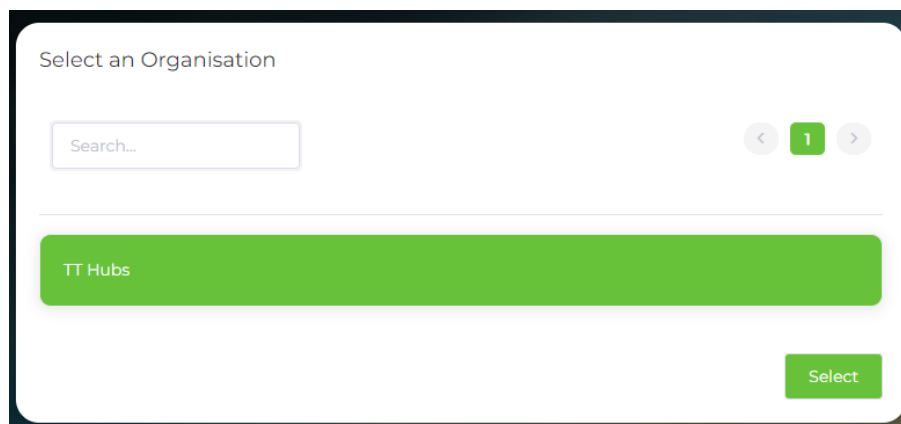 Select an Organisation
Search...
1
TT Hubs
Select